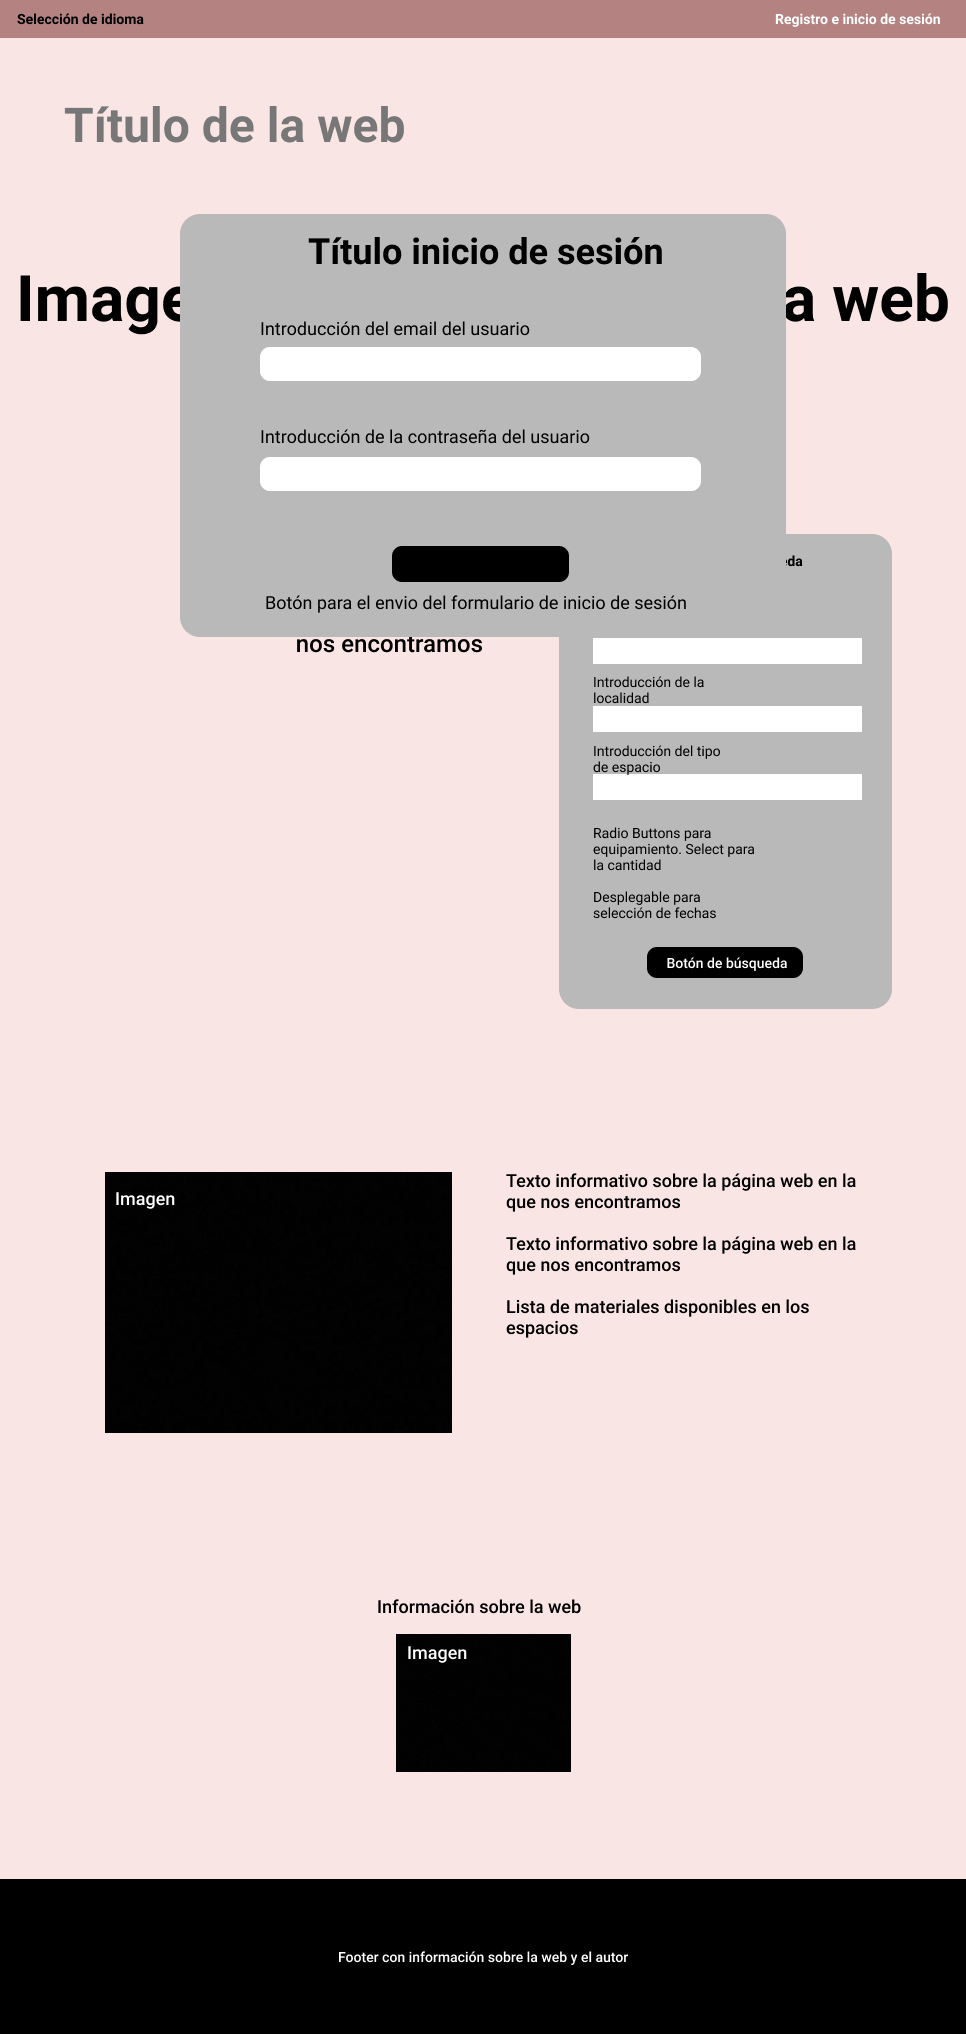 Selección de idioma
Registro e inicio de sesión
Título de la web
Título inicio de sesión
a web
Introducción del email del usuario
Introducción de la contraseña del usuario
Botón para el envio del formulario de inicio de sesión
nos encontramos
Introducción de la
localidad
Introducción del tipo
de espacio
Radio Buttons para
equipamiento. Select para
la cantidad
Desplegable para
selección de fechas
Botón de búsqueda
Imagen
Texto informativo sobre la página web en la
que nos encontramos
Texto informativo sobre la página web en la
que nos encontramos
Lista de materiales disponibles en los
espacios
Información sobre la web
Imagen
Footer con información sobre la web y el autor